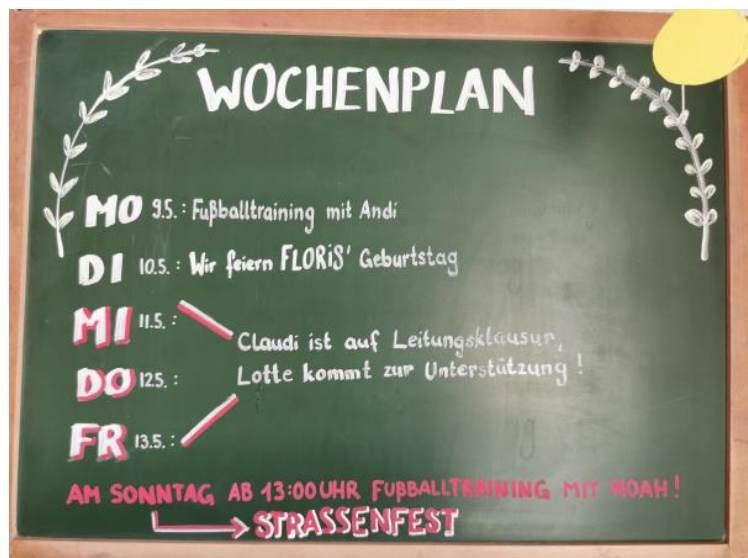 WOCHENPLAN
MO 9.5.: Fußballtraining mit Andi
DI 10.5.: Wir feiern FLORIS' Geburtstag
MI 11.5.:
Claudi ist auf Leitungsklausur,
DO 12.5.: Lotte kommt zur Unterstützung!
FR 13.5.:
AM SONNTAG AB 13:00 UHR FUßBALLTRAINING MIT NOAH!
STRASSENFEST